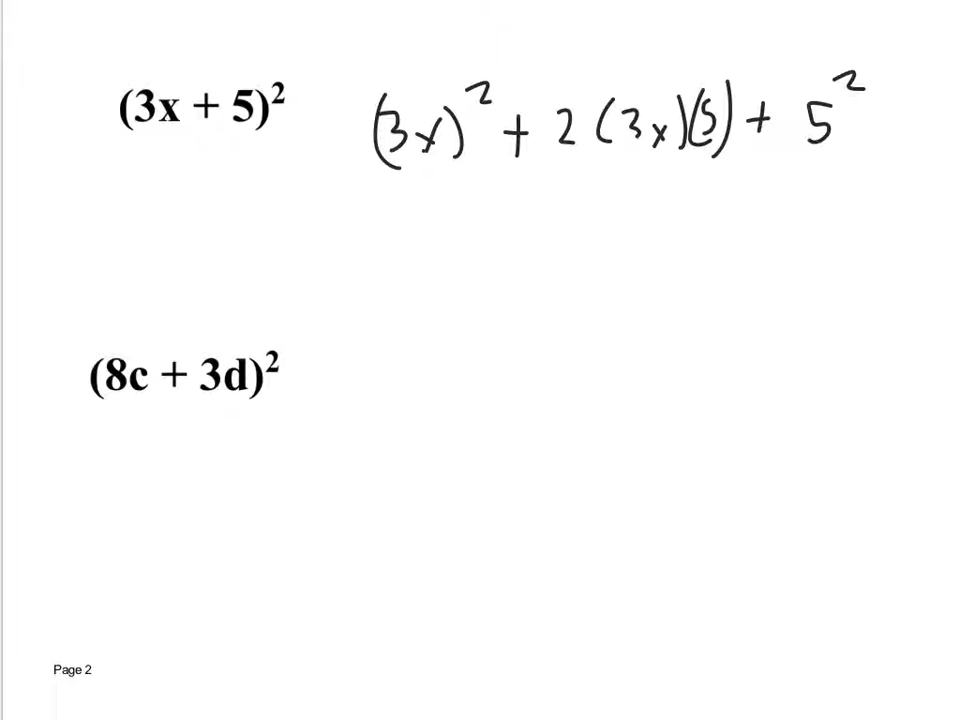 (3x + 5)² (3x)² + 2(3x)(5) + 5²
(8c + 3d)²
Page 2